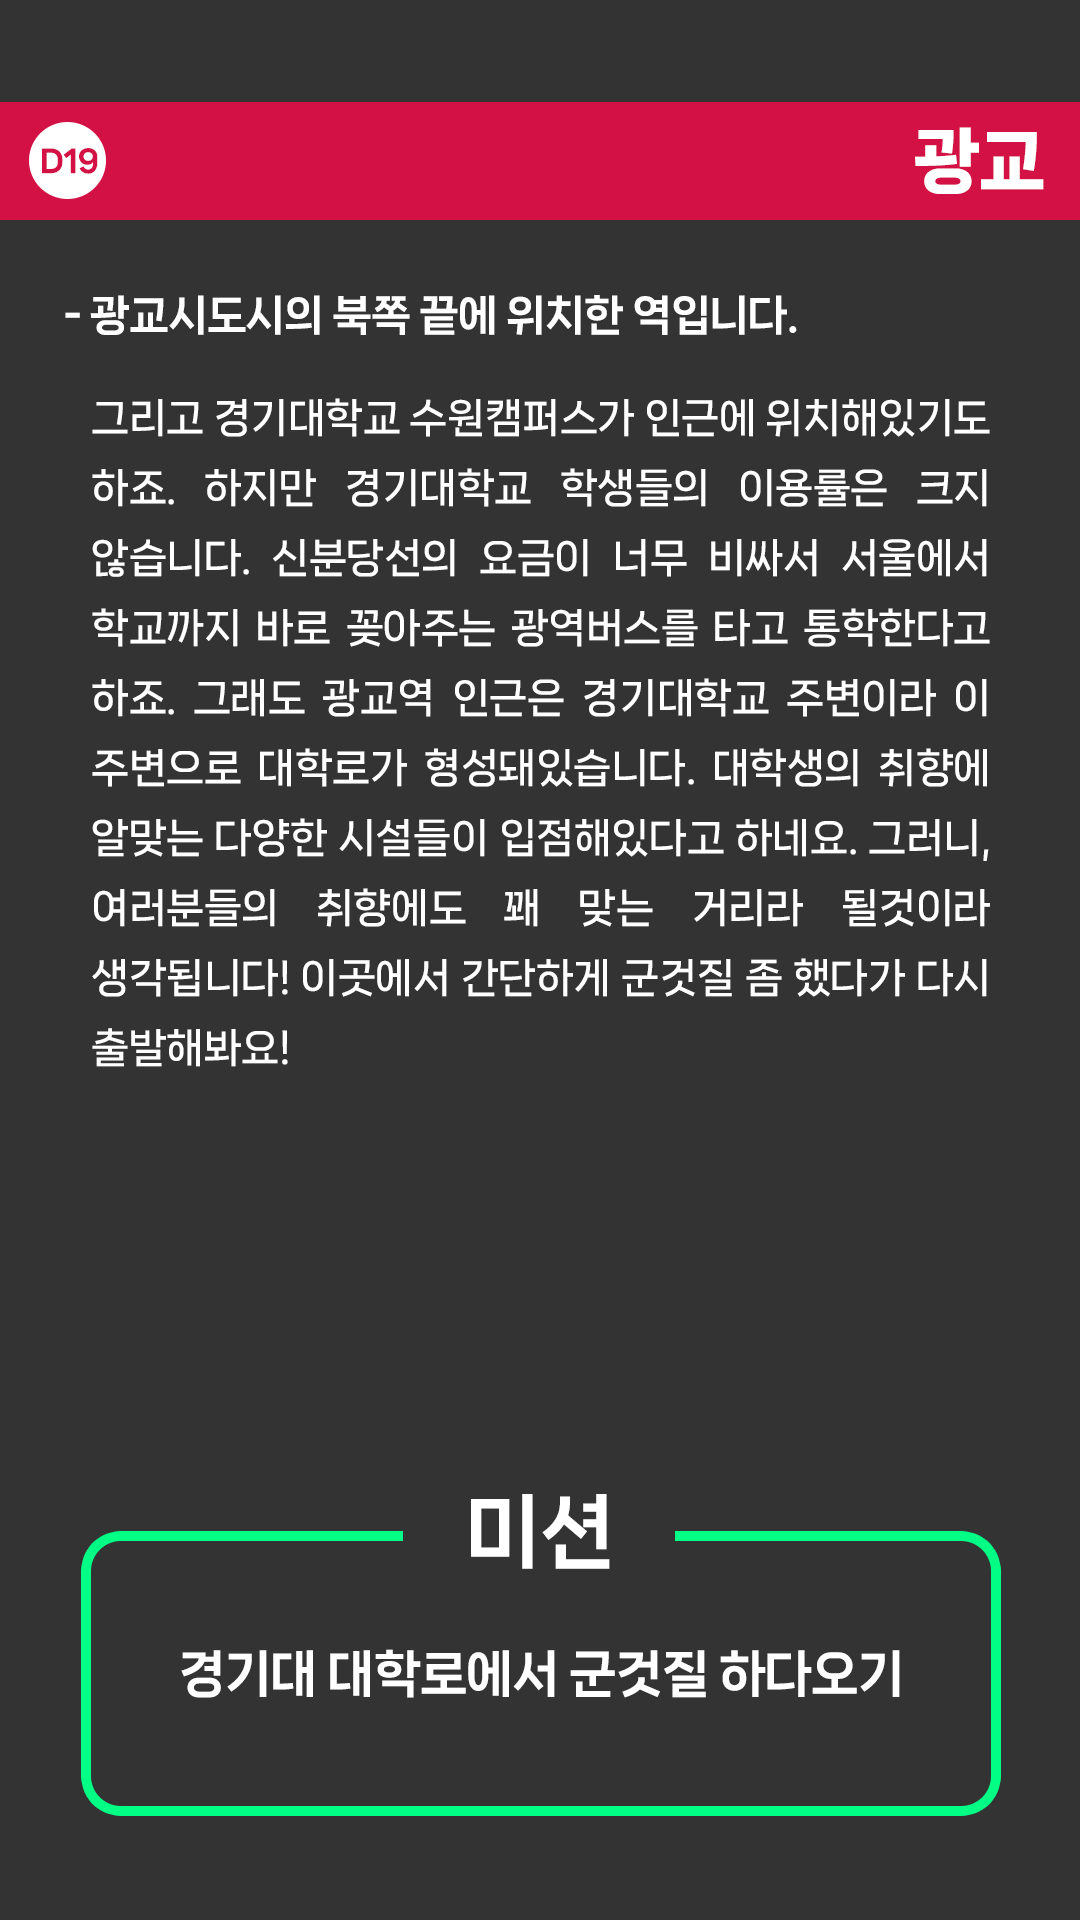 D19
광교
- 광교시도시의 북쪽 끝에 위치한 역입니다.
그리고 경기대학교 수원캠퍼스가 인근에 위치해있기도
하죠. 하지만 경기대학교 학생들의 이용률은 크지
않습니다. 신분당선의 요금이 너무 비싸서 서울에서
학교까지 바로 꽂아주는 광역버스를 타고 통학한다고
하죠. 그래도 광교역 인근은 경기대학교 주변이라 이
주변으로 대학로가 형성돼있습니다. 대학생의 취향에
알맞는 다양한 시설들이 입점해있다고 하네요. 그러니,
여러분들의 취향에도 꽤 맞는 거리라 될것이라
생각됩니다! 이곳에서 간단하게 군것질 좀 했다가 다시
출발해봐요!
미션
경기대 대학로에서 군것질 하다오기